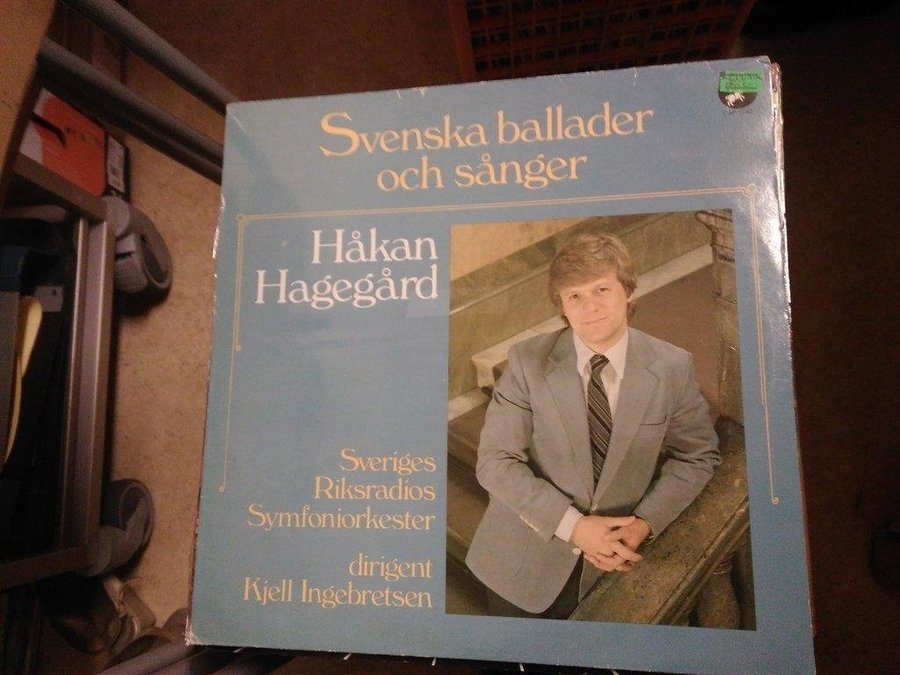 Svenska ballader
och sånger
Håkan
Hagegård
Sveriges
Riksradios
Symfoniorkester
dirigent
Kjell Ingebretsen